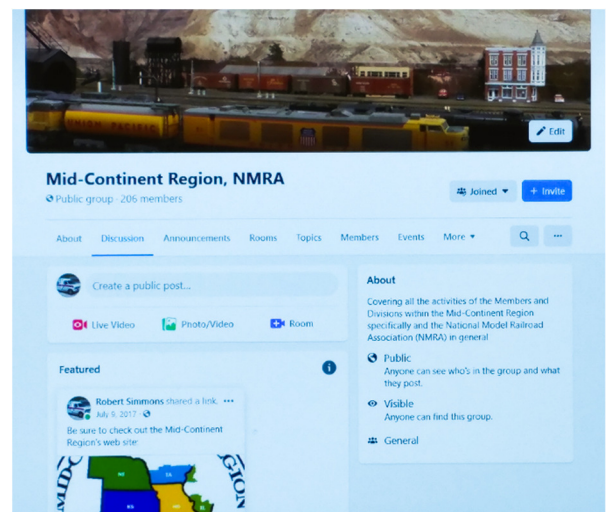 UNION PACIFIC
Edit
Mid-Continent Region, NMRA
Public group · 206 members
Joined
+ Invite
About
Discussion
Announcements
Rooms
Topics
Members
Events
More
Create a public post...
Live Video
Photo/Video
Room
Featured
Robert Simmons shared a link.
July 9, 2017
Be sure to check out the Mid-Continent
Region's web site:
MID-
GION
About
Covering all the activities of the Members and
Divisions within the Mid-Continent Region
specifically and the National Model Railroad
Association (NMRA) in general
Public
Anyone can see who's in the group and what
they post.
Visible
Anyone can find this group.
General